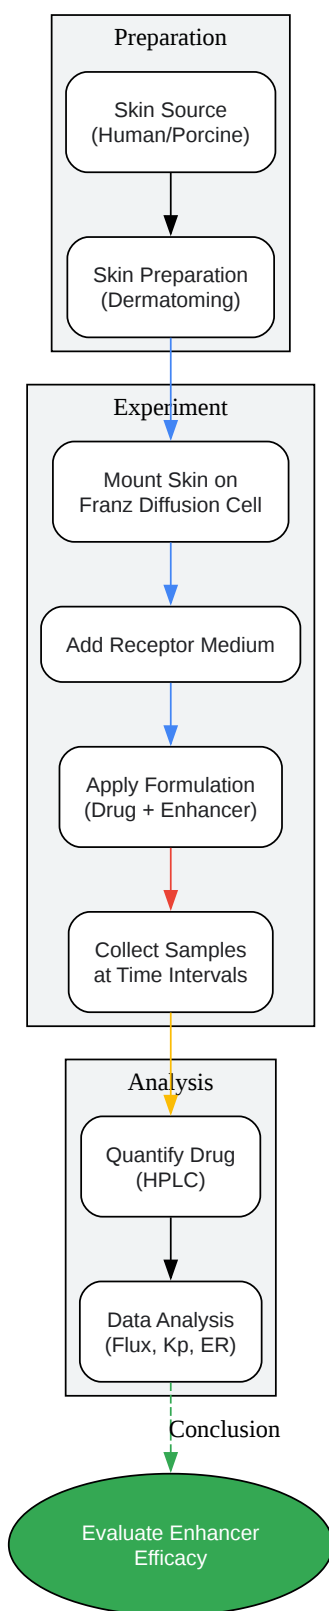 Preparation
Skin Source
(Human/Porcine)
Skin Preparation
(Dermatoming)
Experiment
Mount Skin on
Franz Diffusion Cell
Add Receptor Medium
Apply Formulation
(Drug + Enhancer)
Collect Samples
at Time Intervals
Analysis
Quantify Drug
(HPLC)
Data Analysis
(Flux, Kp, ER)
Conclusion
Evaluate Enhancer
Efficacy